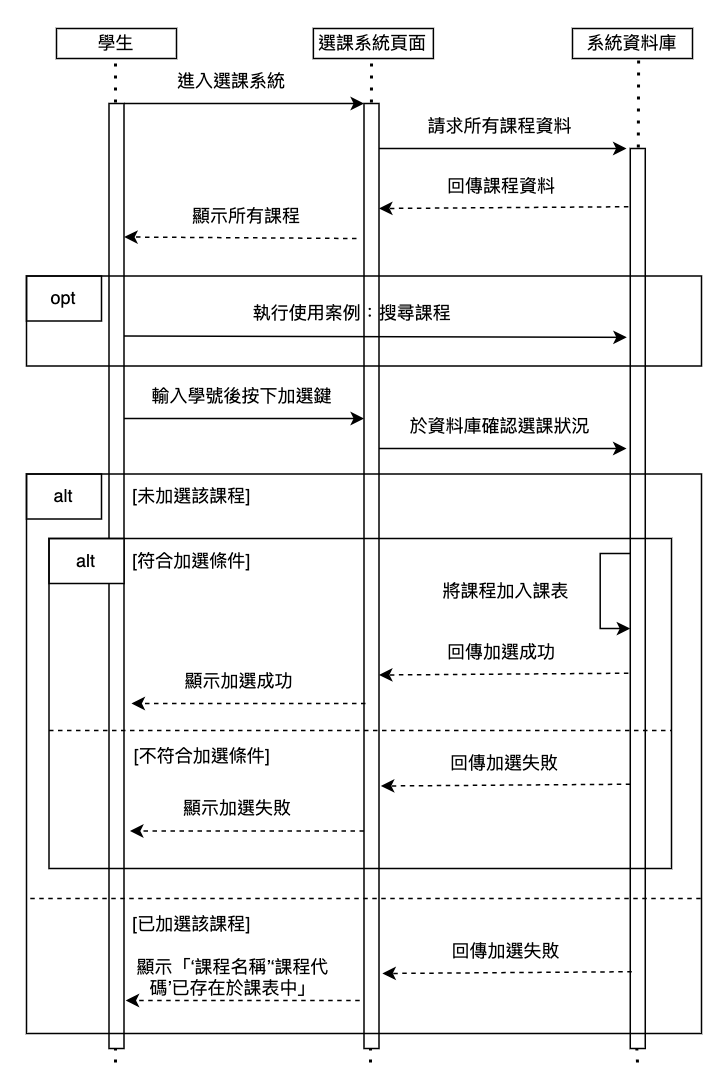 學生
選課系統頁面
系統資料庫
進入選課系統
請求所有課程資料
回傳課程資料
顯示所有課程
opt
執行使用案例：搜尋課程
輸入學號後按下加選鍵
於資料庫確認選課狀況
alt
[未加選該課程]
alt
[符合加選條件]
將課程加入課表
回傳加選成功
顯示加選成功
[不符合加選條件]
回傳加選失敗
顯示加選失敗
[已加選該課程]
回傳加選失敗
顯示「‘課程名稱’‘課程代
碼’已存在於課表中」